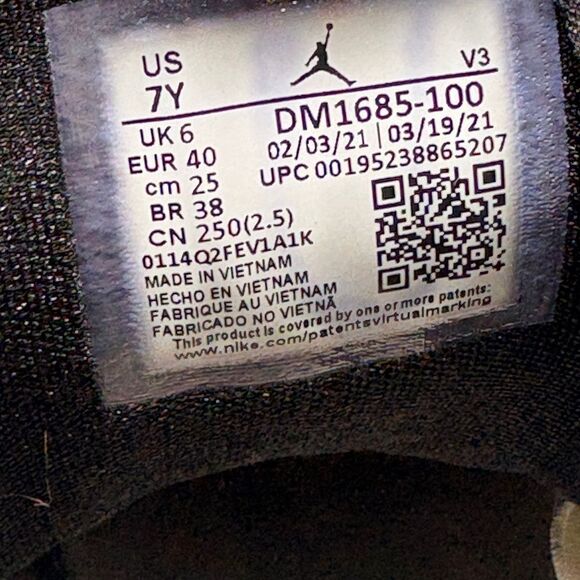 US
7Y
V3
UK 6
EUR 40
cm 25
BR 38
CN 250(2.5)
DM1685-100
02/03/21 | 03/19/21
UPC 00195238865207
0114Q2FEV1A1K
MADE IN VIETNAM
HECHO EN VIETNAM
FABRIQUE AU VIETNAM
FABRICADO NO VIETNÃ
This product is covered by one or more patents:
www.nike.com/patentsvirtualmarking